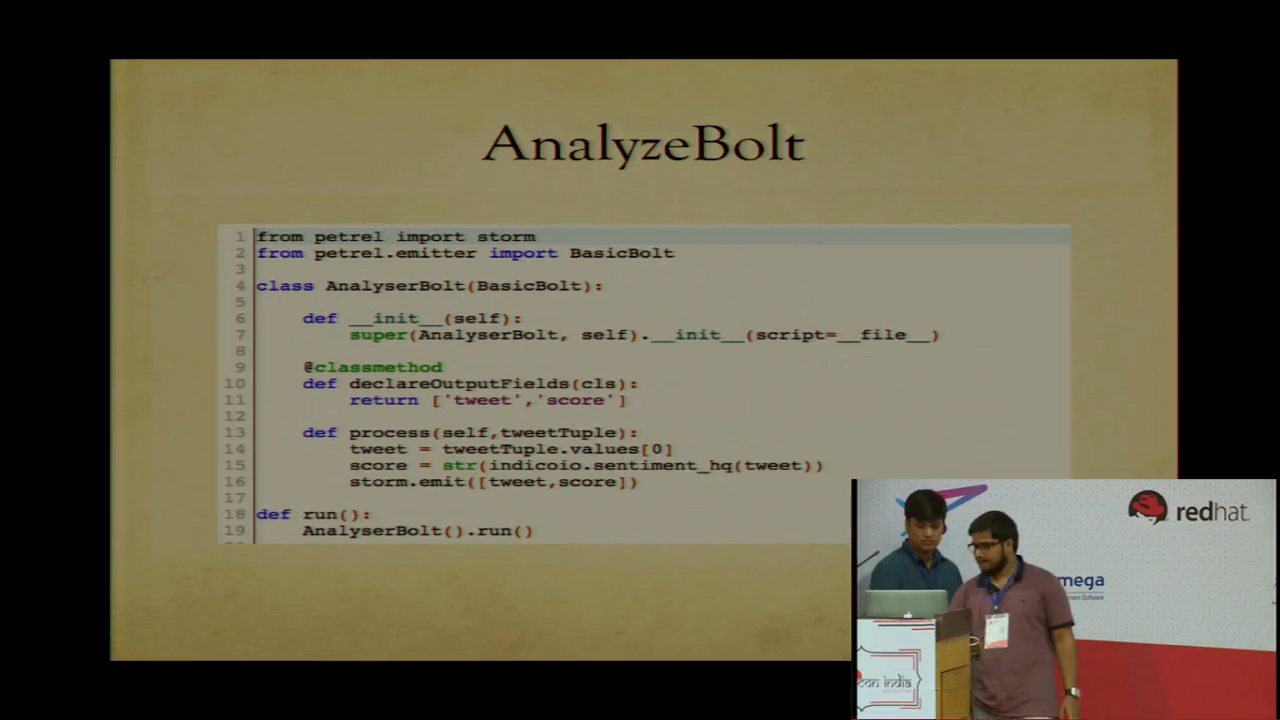 AnalyzeBolt
1 from petrel import storm
2 from petrel.emitter import BasicBolt
3
4 class AnalyserBolt(BasicBolt):
5
6 def __init__(self):
7 super(AnalyserBolt, self).__init__(script=__file__)
8
9 @classmethod
10 def declareOutputFields(cls):
11 return ['tweet','score']
12
13 def process(self,tweetTuple):
14 tweet = tweetTuple.values[0]
15 score = str(indicoio.sentiment_hq(tweet))
16 storm.emit([tweet,score])
17
18 def run():
19 AnalyserBolt().run()
redhat.
mega
con india